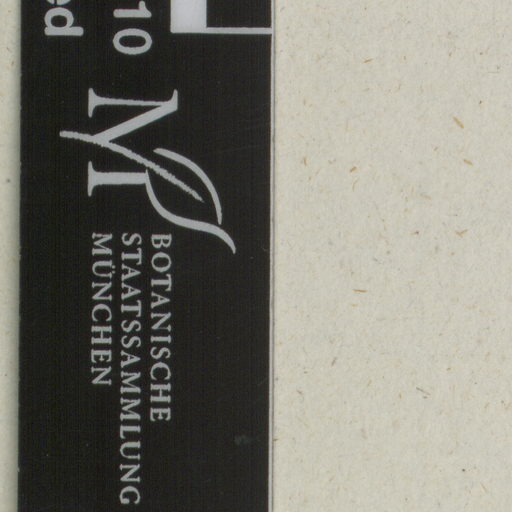 10
BOTANISCHE
STAATSSAMMLUNG
MÜNCHEN